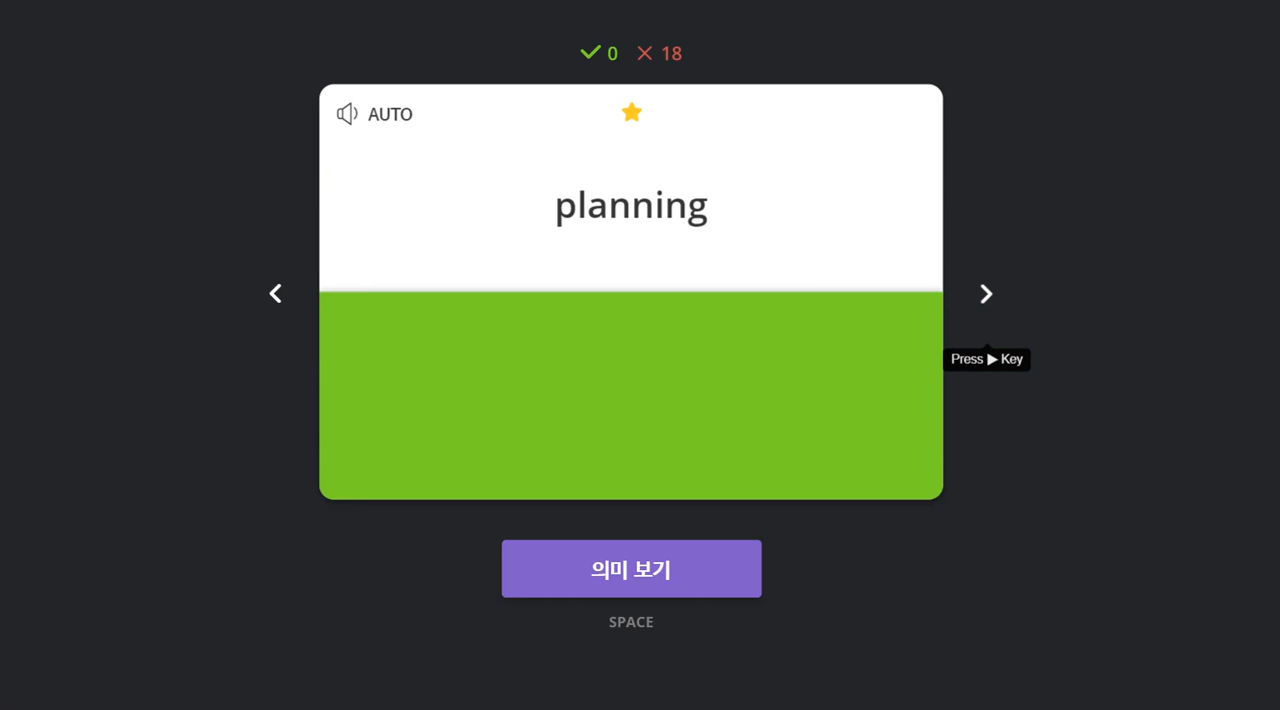 0 18
AUTO
planning
Press ▶ Key
의미 보기
SPACE